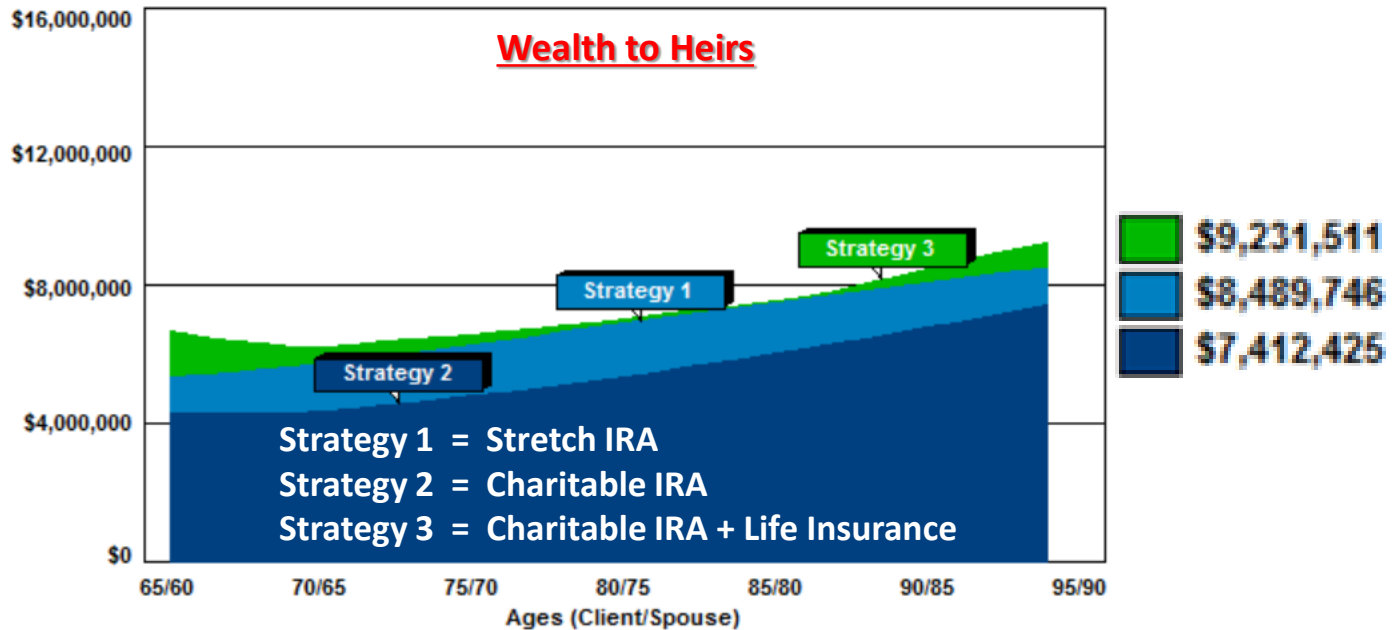 Wealth to Heirs
$16,000,000
$12,000,000
$8,000,000
$4,000,000
$0
Strategy 3
Strategy 1
Strategy 2
Strategy 1 = Stretch IRA
Strategy 2 = Charitable IRA
Strategy 3 = Charitable IRA + Life Insurance
65/60 70/65 75/70 80/75 85/80 90/85 95/90
Ages (Client/Spouse)
$9,231,511
$8,489,746
$7,412,425